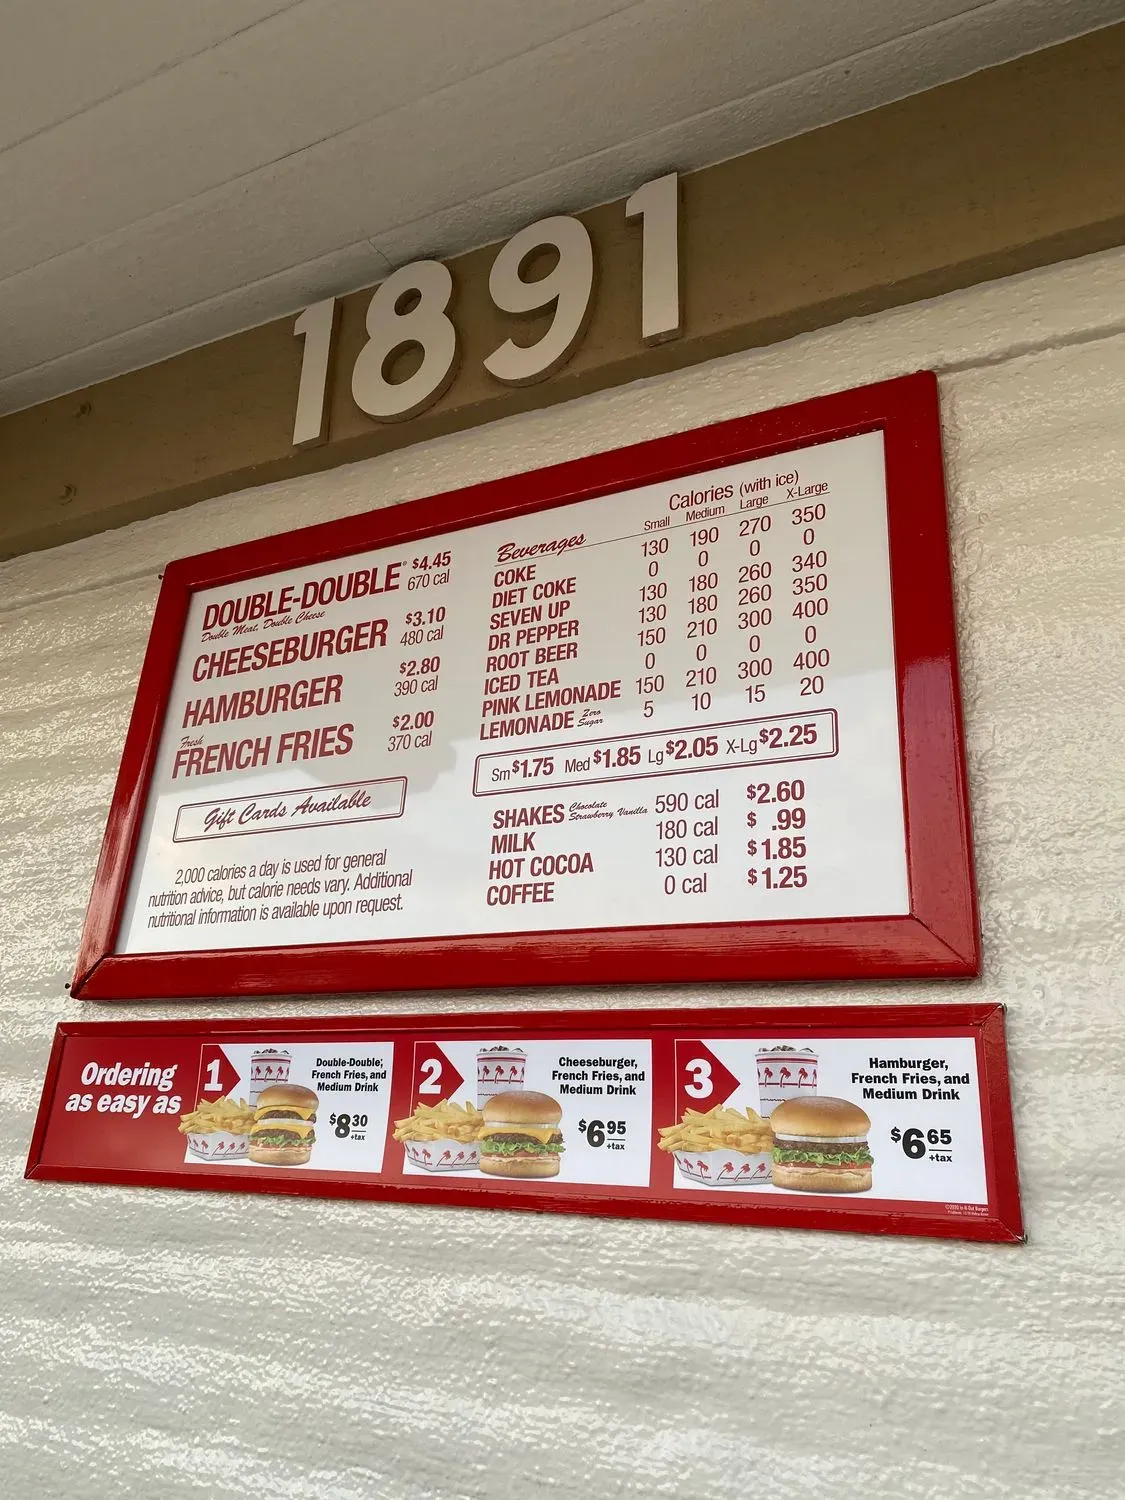 1891
DOUBLE-DOUBLE® $4.45
Double Meat, Double Cheese 670 cal
CHEESEBURGER $3.10
480 cal
HAMBURGER $2.80
390 cal
Fresh
FRENCH FRIES $2.00
370 cal
Gift Cards Available
2,000 calories a day is used for general
nutrition advice, but calorie needs vary. Additional
nutritional information is available upon request.
Calories (with ice)
Beverages Small Medium Large X-Large
COKE 130 190 270 350
DIET COKE 0 0 0 0
SEVEN UP 130 180 260 340
DR PEPPER 130 180 260 350
ROOT BEER 150 210 300 400
ICED TEA 0 0 0 0
PINK LEMONADE 150 210 300 400
LEMONADE Zero Sugar 5 10 15 20
Sm $1.75 Med $1.85 Lg $2.05 X-Lg $2.25
SHAKES Chocolate Strawberry Vanilla 590 cal $2.60
MILK 180 cal $ .99
HOT COCOA 130 cal $1.85
COFFEE 0 cal $1.25
Ordering
as easy as
1
Double-Double,®
French Fries, and
Medium Drink
$8 30
+tax
2
Cheeseburger,
French Fries, and
Medium Drink
$6 95
+tax
3
Hamburger,
French Fries, and
Medium Drink
$6 65
+tax